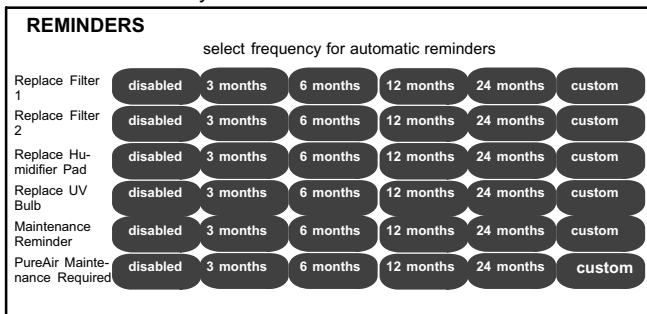 REMINDERS
select frequency for automatic reminders
Replace Filter
1
disabled 3 months 6 months 12 months 24 months custom
Replace Filter
2
disabled 3 months 6 months 12 months 24 months custom
Replace Hu-
midifier Pad
disabled 3 months 6 months 12 months 24 months custom
Replace UV
Bulb
disabled 3 months 6 months 12 months 24 months custom
Maintenance
Reminder
disabled 3 months 6 months 12 months 24 months custom
PureAir Mainte-
nance Required
disabled 3 months 6 months 12 months 24 months custom